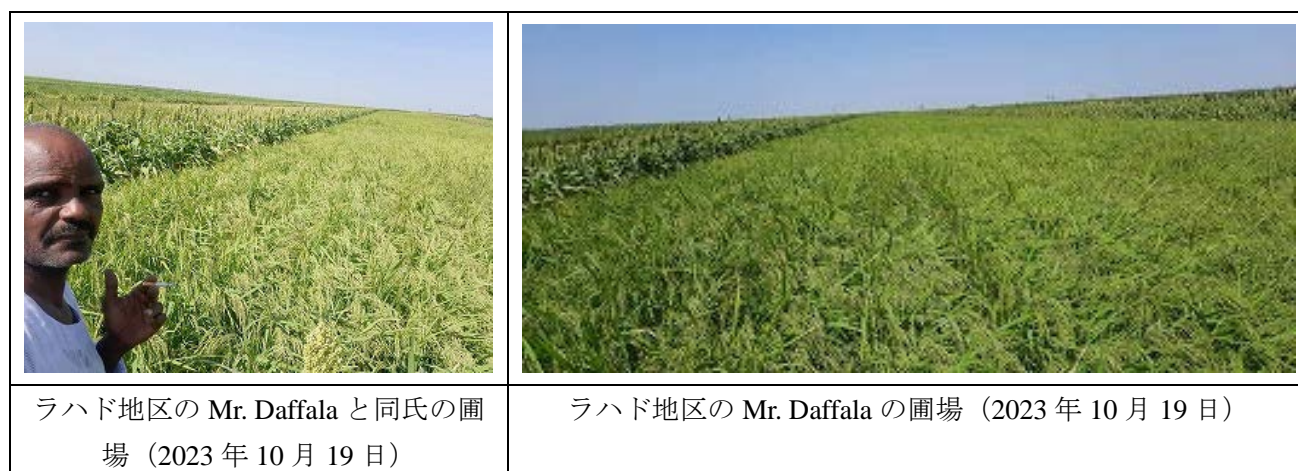 ラハド地区の Mr. Daffala と同氏の圃
場（2023 年 10 月 19 日）
ラハド地区の Mr. Daffala の圃場（2023 年 10 月 19 日）